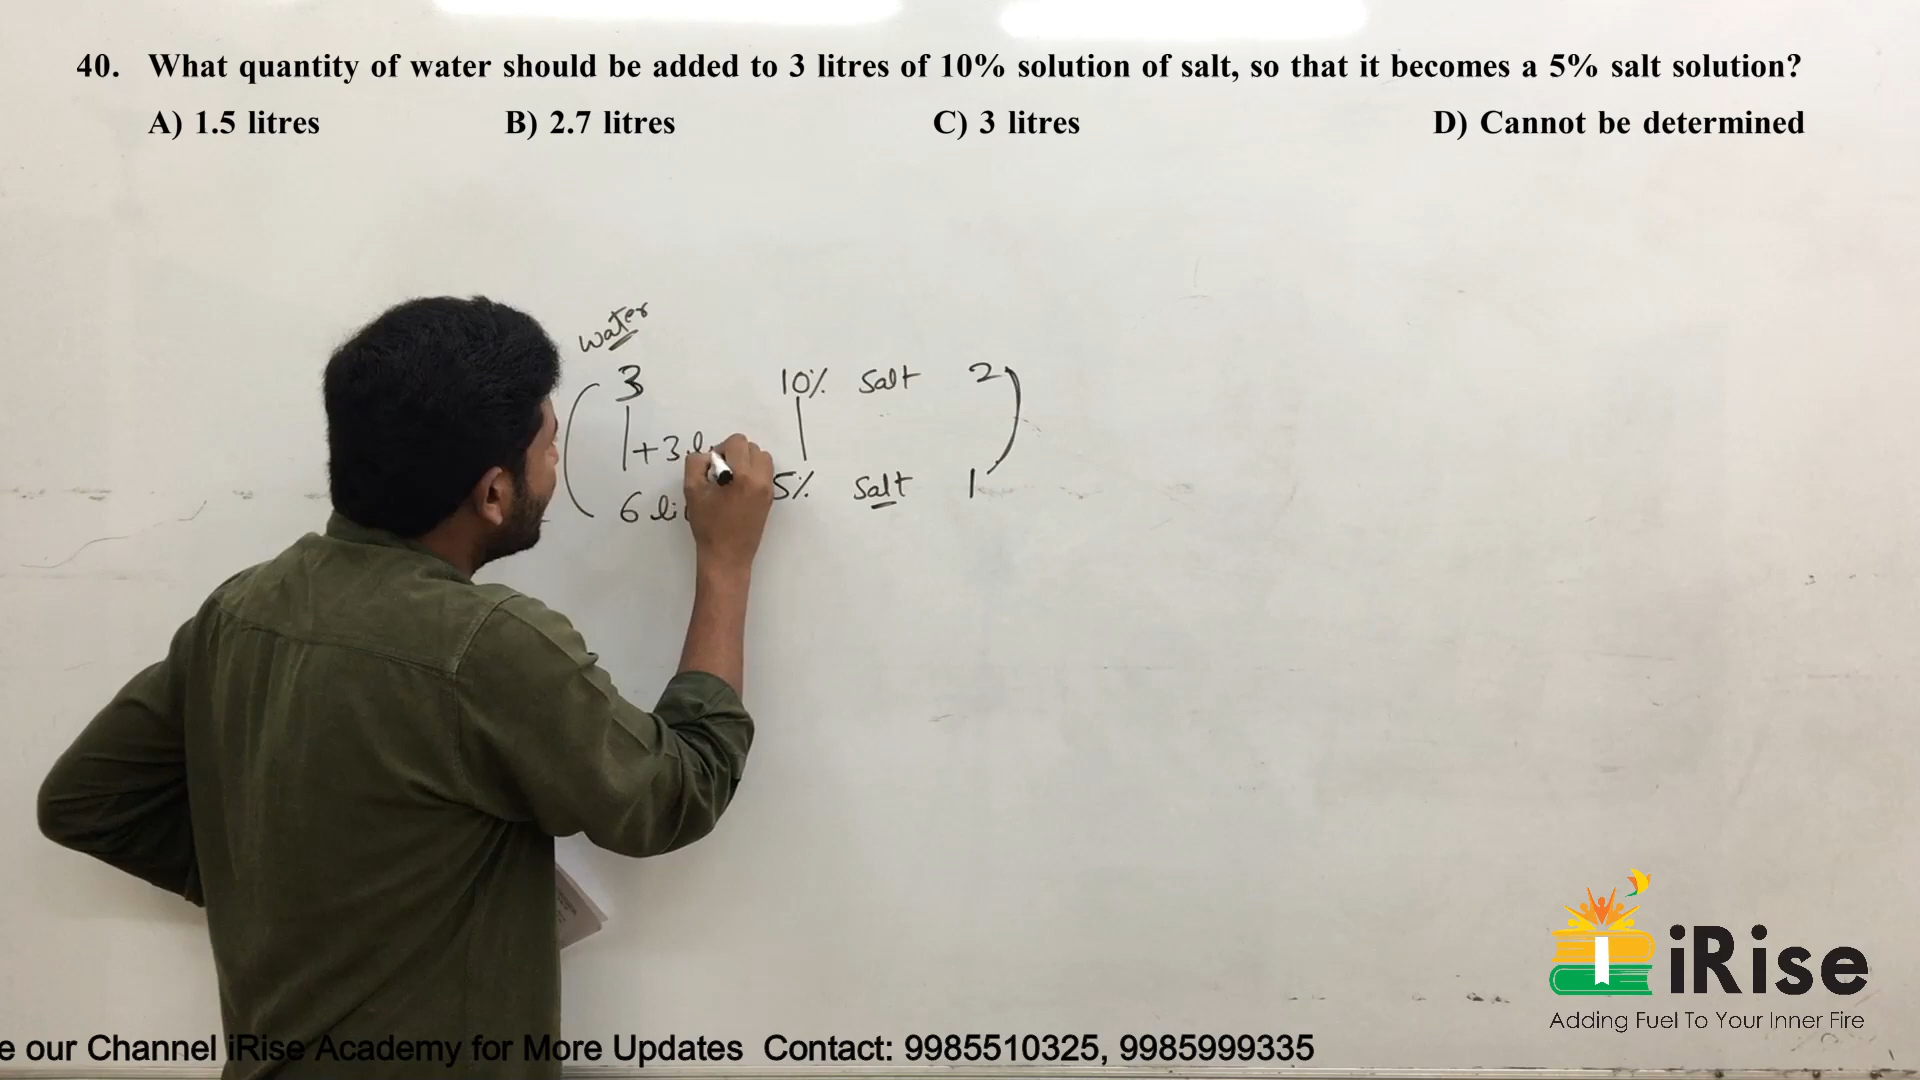 40. What quantity of water should be added to 3 litres of 10% solution of salt, so that it becomes a 5% salt solution?
A) 1.5 litres B) 2.7 litres C) 3 litres D) Cannot be determined
water
3 10% Salt 2
+3
6 5% Salt 1
iRise
Adding Fuel To Your Inner Fire
e our Channel iRise Academy for More Updates Contact: 9985510325, 9985999335